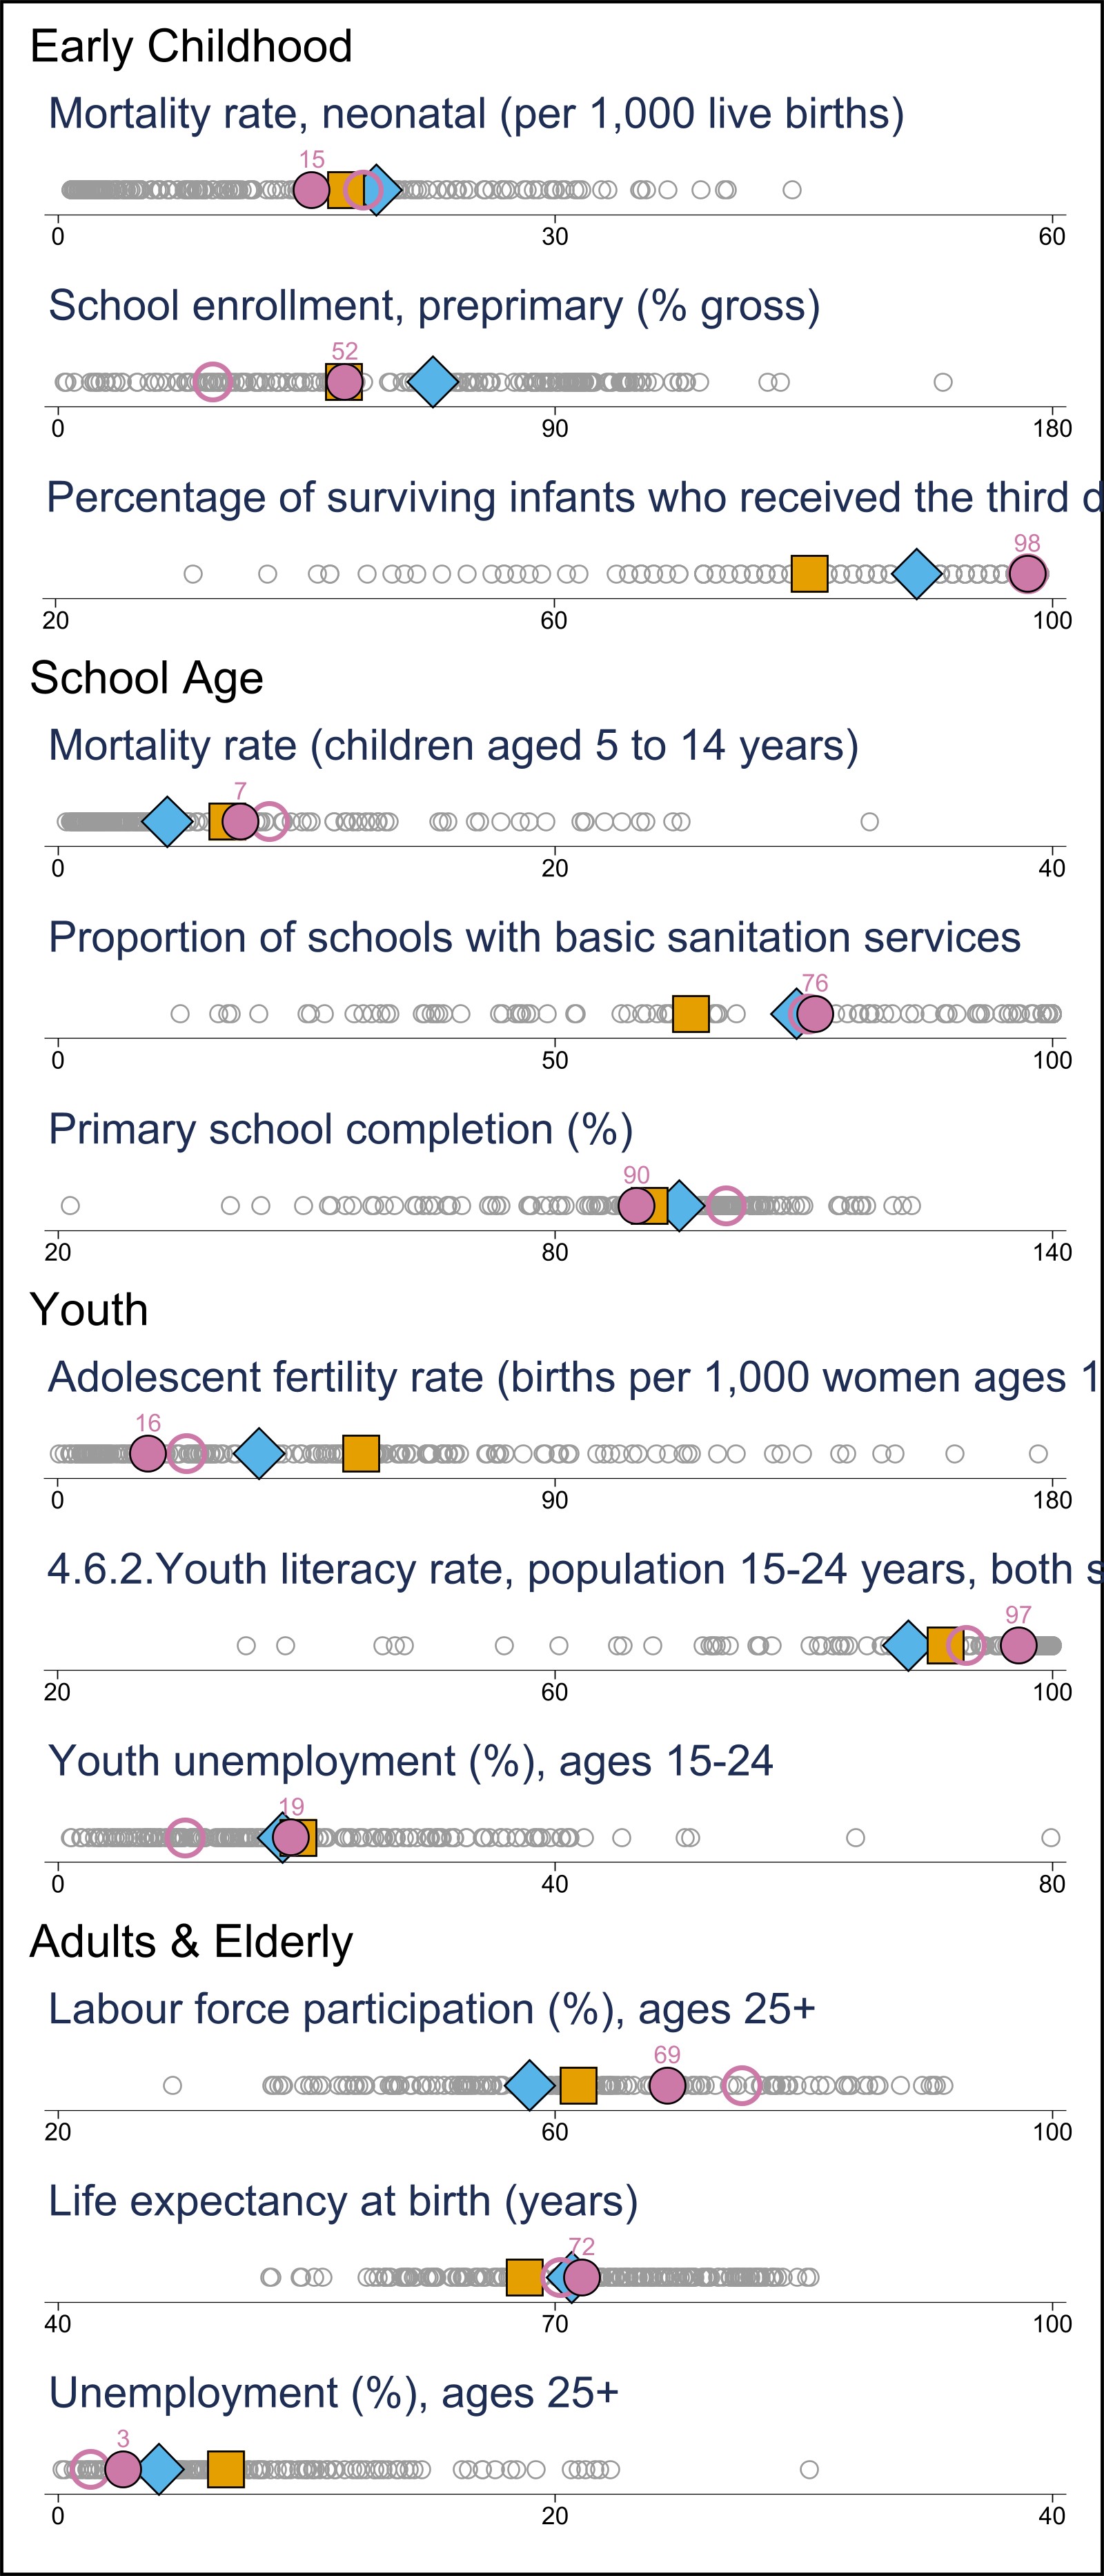 Early Childhood
Mortality rate, neonatal (per 1,000 live births)
15
0 30 60
School enrollment, preprimary (% gross)
52
0 90 180
Percentage of surviving infants who received the third d
98
20 60 100
School Age
Mortality rate (children aged 5 to 14 years)
7
0 20 40
Proportion of schools with basic sanitation services
76
0 50 100
Primary school completion (%)
90
20 80 140
Youth
Adolescent fertility rate (births per 1,000 women ages 1
16
0 90 180
4.6.2.Youth literacy rate, population 15-24 years, both s
97
20 60 100
Youth unemployment (%), ages 15-24
19
0 40 80
Adults & Elderly
Labour force participation (%), ages 25+
69
20 60 100
Life expectancy at birth (years)
72
40 70 100
Unemployment (%), ages 25+
3
0 20 40